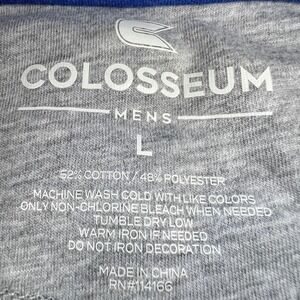 COLOSSEUM
MENS
L
52% COTTON / 48% POLYESTER
MACHINE WASH COLD WITH LIKE COLORS
ONLY NON-CHLORINE BLEACH WHEN NEEDED
TUMBLE DRY LOW
WARM IRON IF NEEDED
DO NOT IRON DECORATION
MADE IN CHINA
RN#114166